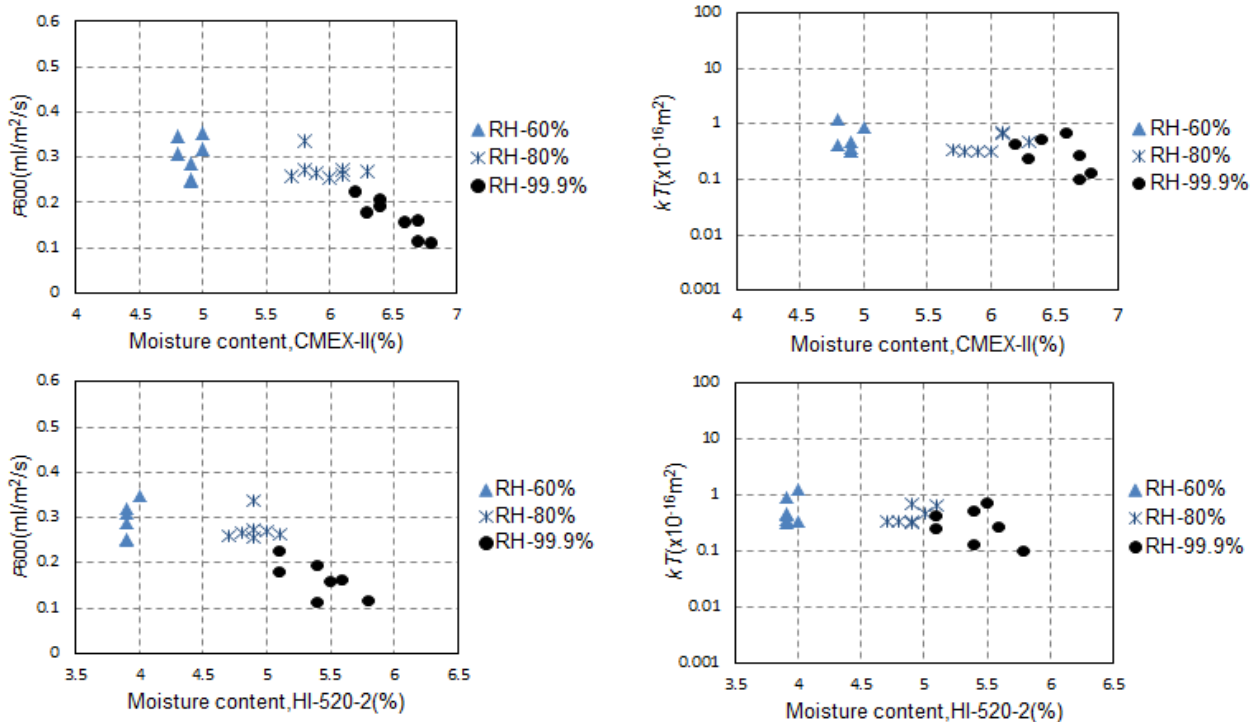 0.6
0.5
0.4
0.3
0.2
0.1
0
P600(ml/m²/s)
4 4.5 5 5.5 6 6.5 7
Moisture content,CMEX-II(%)
RH-60%
RH-80%
RH-99.9%
100
10
1
0.1
0.01
0.001
kT(x10⁻¹⁶m²)
4 4.5 5 5.5 6 6.5 7
Moisture content,CMEX-II(%)
RH-60%
RH-80%
RH-99.9%
0.6
0.5
0.4
0.3
0.2
0.1
0
P600(ml/m²/s)
3.5 4 4.5 5 5.5 6 6.5
Moisture content,HI-520-2(%)
RH-60%
RH-80%
RH-99.9%
100
10
1
0.1
0.01
0.001
kT(x10⁻¹⁶m²)
3.5 4 4.5 5 5.5 6 6.5
Moisture content,HI-520-2(%)
RH-60%
RH-80%
RH-99.9%